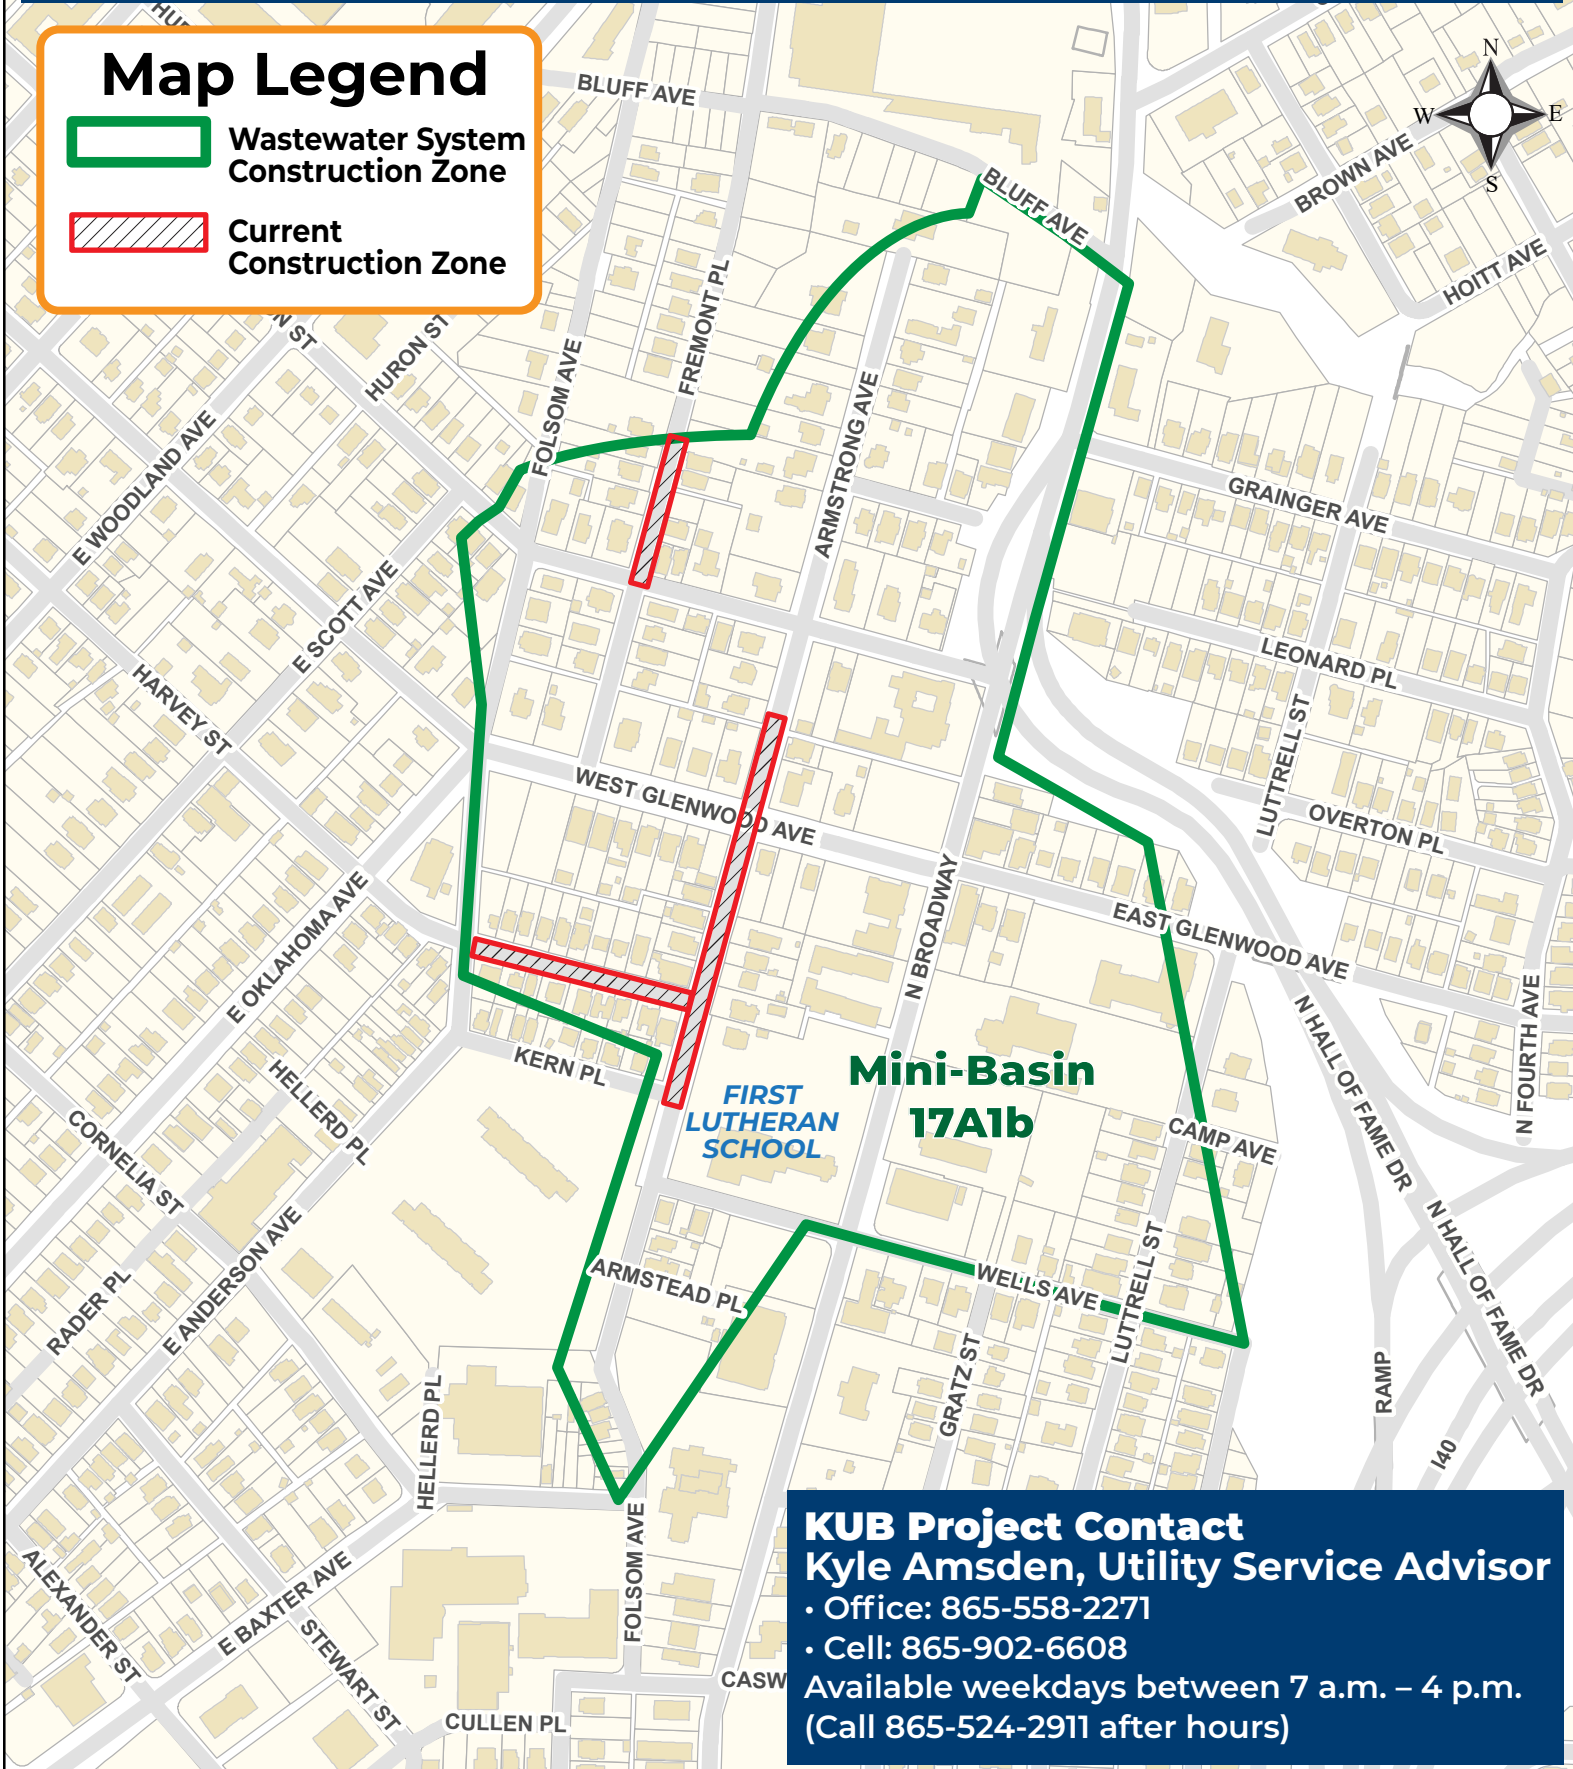 Map Legend
Wastewater System
Construction Zone
Current
Construction Zone
N
W
E
S
BLUFF AVE
BLUFF AVE
BROWN AVE
HOITT AVE
HURON ST
FREMONT PL
FOLSOM AVE
ARMSTRONG AVE
E WOODLAND AVE
E SCOTT AVE
HARVEY ST
GRAINGER AVE
LEONARD PL
LUTTRELL ST
OVERTON PL
WEST GLENWOOD AVE
N BROADWAY
EAST GLENWOOD AVE
N FOURTH AVE
E OKLAHOMA AVE
N HALL OF FAME DR
KERN PL
HELLERD PL
CORNELIA ST
FIRST
LUTHERAN
SCHOOL
Mini-Basin
17A1b
CAMP AVE
N HALL OF FAME DR
RADER PL
E ANDERSON AVE
ARMSTEAD PL
WELLS AVE
LUTTRELL ST
GRATZ ST
RAMP
I40
HELLERD PL
FOLSOM AVE
ALEXANDER ST
E BAXTER AVE
STEWART ST
CULLEN PL
CASW
KUB Project Contact
Kyle Amsden, Utility Service Advisor
• Office: 865-558-2271
• Cell: 865-902-6608
Available weekdays between 7 a.m. – 4 p.m.
(Call 865-524-2911 after hours)